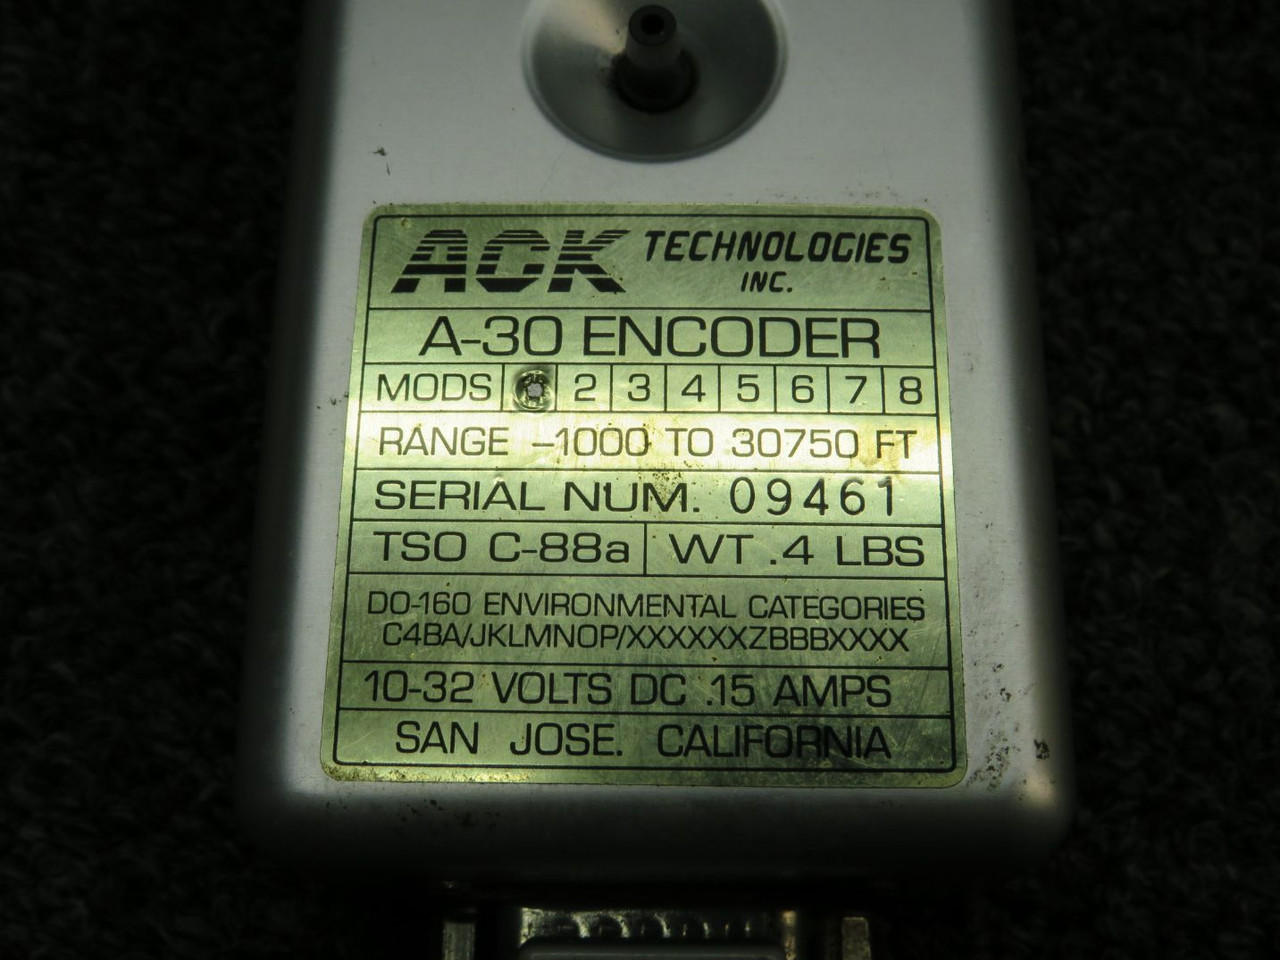 ACK TECHNOLOGIES
INC.
A-30 ENCODER
MODS 2 3 4 5 6 7 8
RANGE -1000 TO 30750 FT
SERIAL NUM. 09461
TSO C-88a WT .4 LBS
DO-160 ENVIRONMENTAL CATEGORIES
C4BA/JKLMNOP/XXXXXXZBBBXXXX
10-32 VOLTS DC .15 AMPS
SAN JOSE. CALIFORNIA